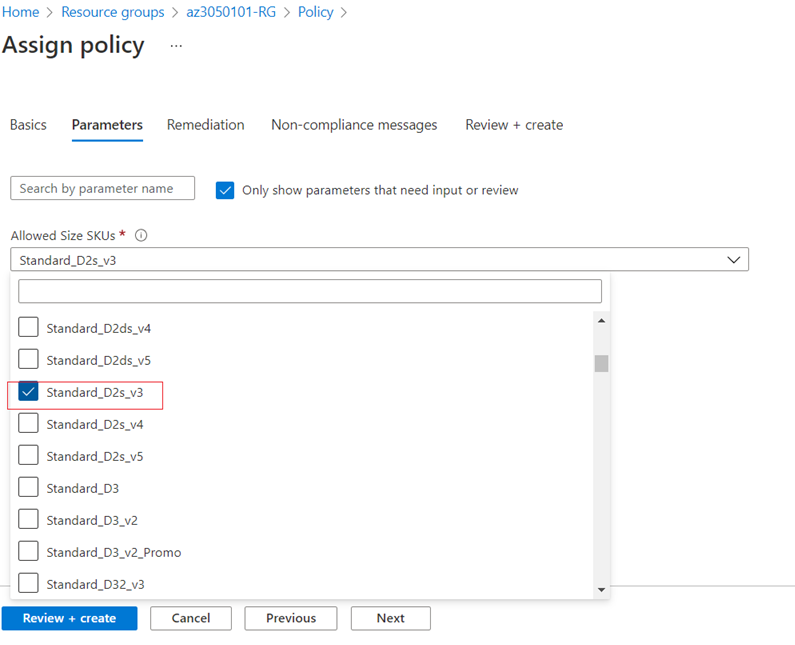 Home > Resource groups > az3050101-RG > Policy >
Assign policy ...
Basics Parameters Remediation Non-compliance messages Review + create
Search by parameter name Only show parameters that need input or review
Allowed Size SKUs *
Standard_D2s_v3
Standard_D2ds_v4
Standard_D2ds_v5
Standard_D2s_v3
Standard_D2s_v4
Standard_D2s_v5
Standard_D3
Standard_D3_v2
Standard_D3_v2_Promo
Standard_D32_v3
Review + create Cancel Previous Next